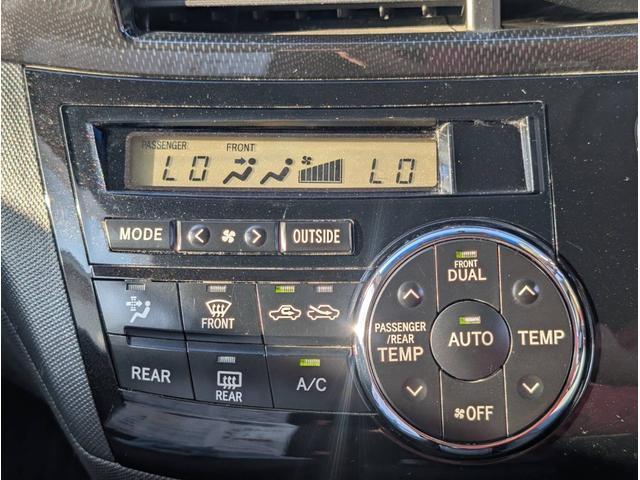 PASSENGER FRONT
LO LO
MODE OUTSIDE
FRONT
DUAL
FRONT
PASSENGER
/REAR
TEMP
AUTO
TEMP
REAR
REAR
A/C
OFF